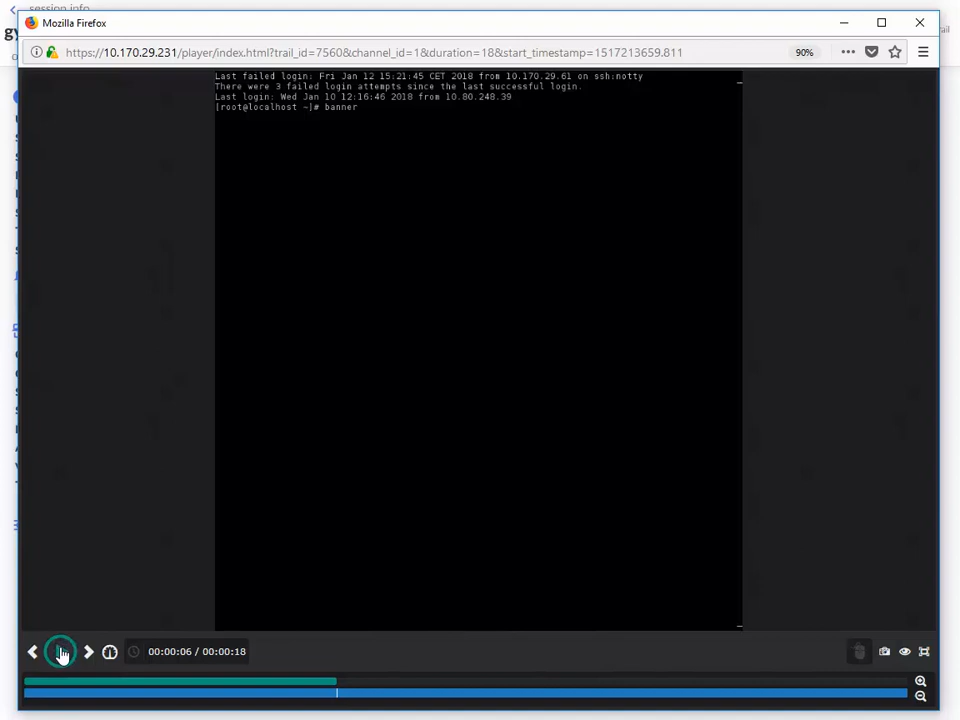 session info
Mozilla Firefox
https://10.170.29.231/player/index.html?trail_id=7560&channel_id=1&duration=18&start_timestamp=1517213659.811
90%
Last failed login: Fri Jan 12 15:21:45 CET 2018 from 10.170.29.61 on ssh:notty
There were 3 failed login attempts since the last successful login.
Last login: Wed Jan 10 12:16:46 2018 from 10.80.248.39
[root@localhost ~]# banner
00:00:06 / 00:00:18